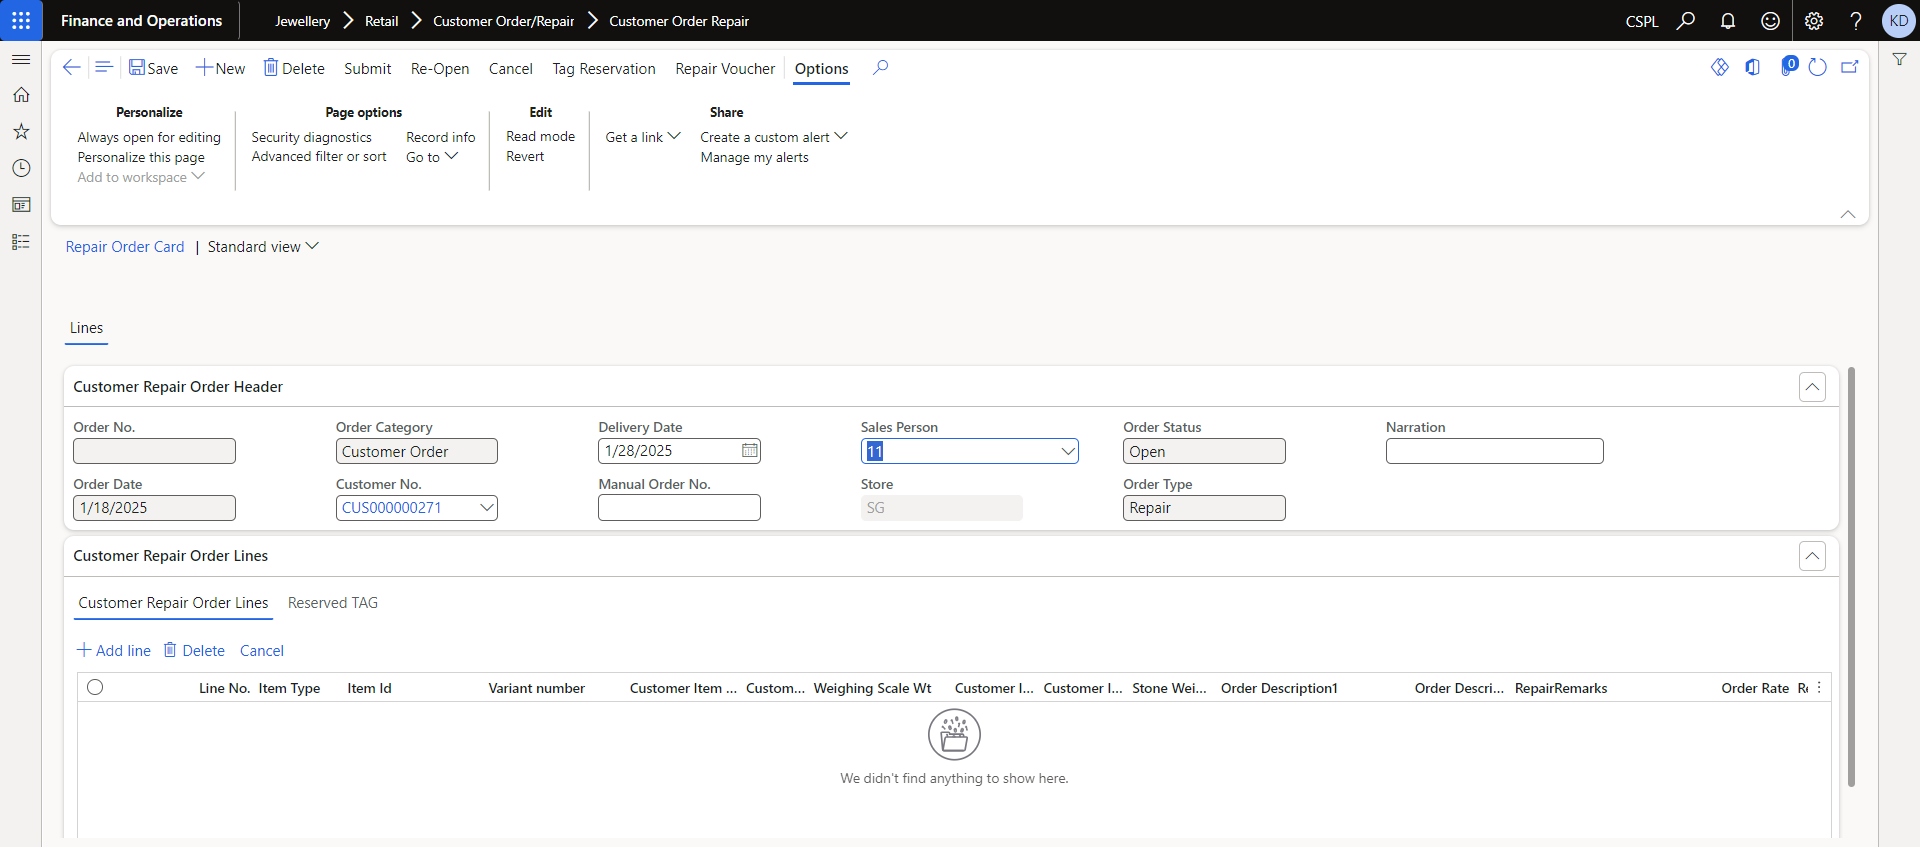 Finance and Operations
Jewellery
Retail
Customer Order/Repair
Customer Order Repair
CSPL
?
KD
Save
New
Delete
Submit
Re-Open
Cancel
Tag Reservation
Repair Voucher
Options
0
Personalize
Always open for editing
Personalize this page
Add to workspace
Page options
Security diagnostics
Advanced filter or sort
Record info
Go to
Edit
Read mode
Revert
Share
Get a link
Create a custom alert
Manage my alerts
Repair Order Card | Standard view
Lines
Customer Repair Order Header
Order No.
Order Category
Customer Order
Delivery Date
1/28/2025
Sales Person
11
Order Status
Open
Narration
Order Date
1/18/2025
Customer No.
CUS000000271
Manual Order No.
Store
SG
Order Type
Repair
Customer Repair Order Lines
Customer Repair Order Lines
Reserved TAG
Add line
Delete
Cancel
Line No.
Item Type
Item Id
Variant number
Customer Item ...
Custom...
Weighing Scale Wt
Customer I...
Customer I...
Stone Wei...
Order Description1
Order Descri...
RepairRemarks
Order Rate
We didn't find anything to show here.